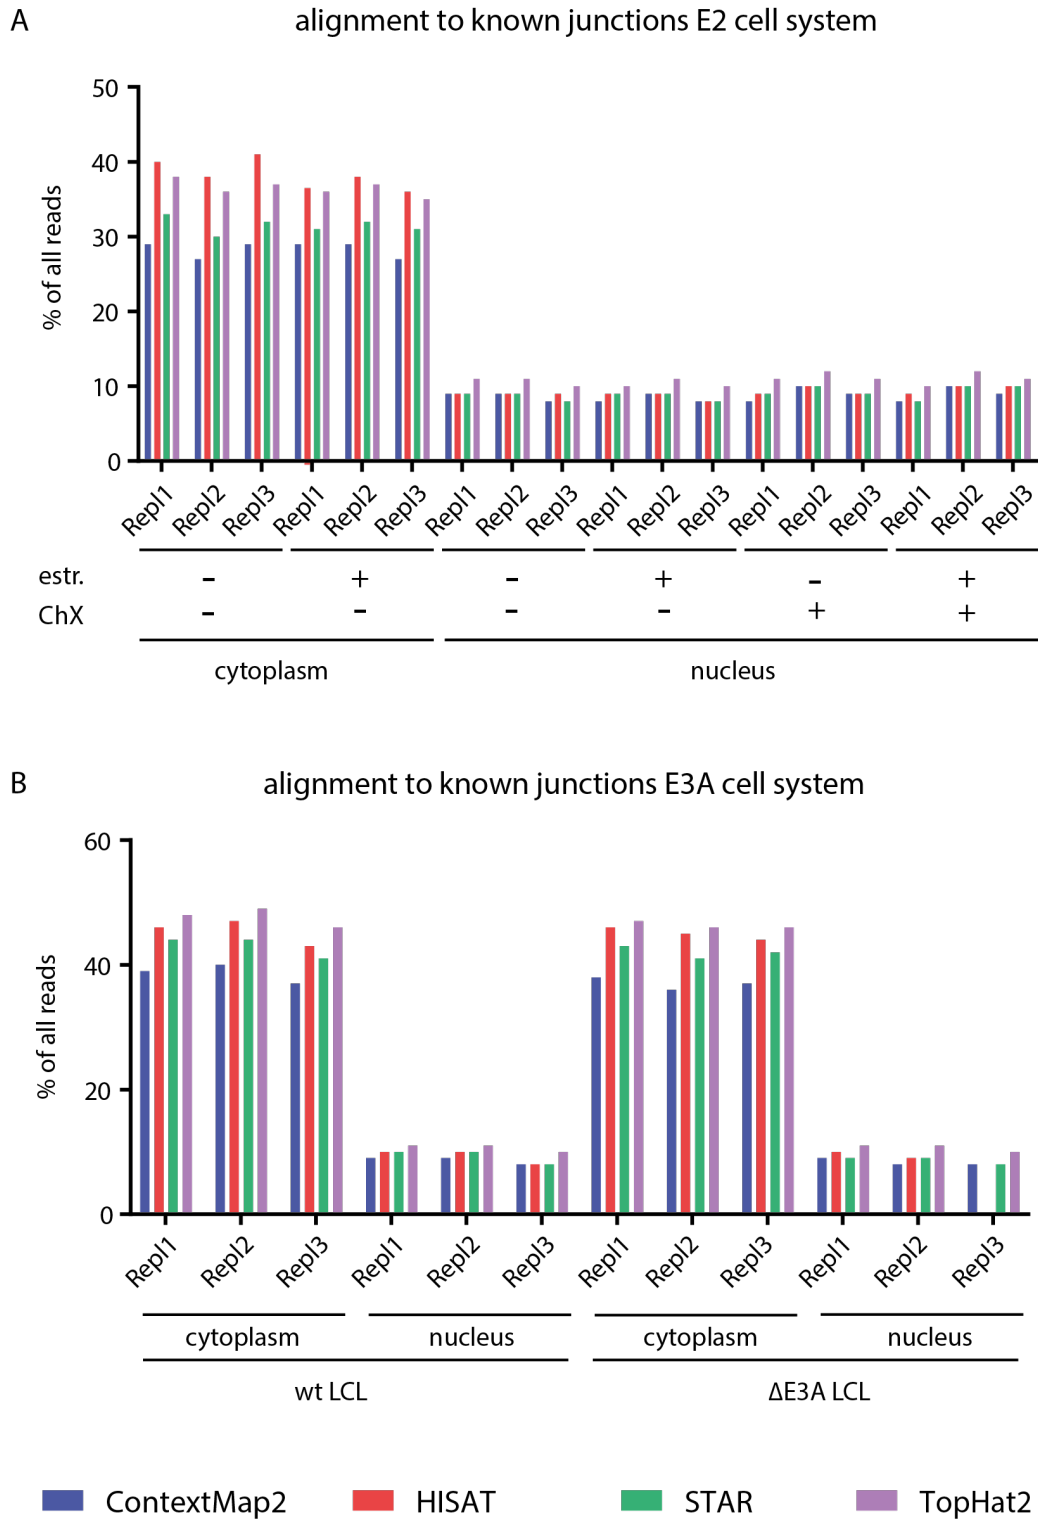 A
alignment to known junctions E2 cell system
% of all reads
50
40
30
20
10
0
Repl1 Repl2 Repl3 Repl1 Repl2 Repl3 Repl1 Repl2 Repl3 Repl1 Repl2 Repl3 Repl1 Repl2 Repl3 Repl1 Repl2 Repl3
estr. - + - + - +
ChX - - - - + +
cytoplasm nucleus
B
alignment to known junctions E3A cell system
% of all reads
60
40
20
0
Repl1 Repl2 Repl3 Repl1 Repl2 Repl3 Repl1 Repl2 Repl3 Repl1 Repl2 Repl3
cytoplasm nucleus cytoplasm nucleus
wt LCL ΔE3A LCL
ContextMap2 HISAT STAR TopHat2